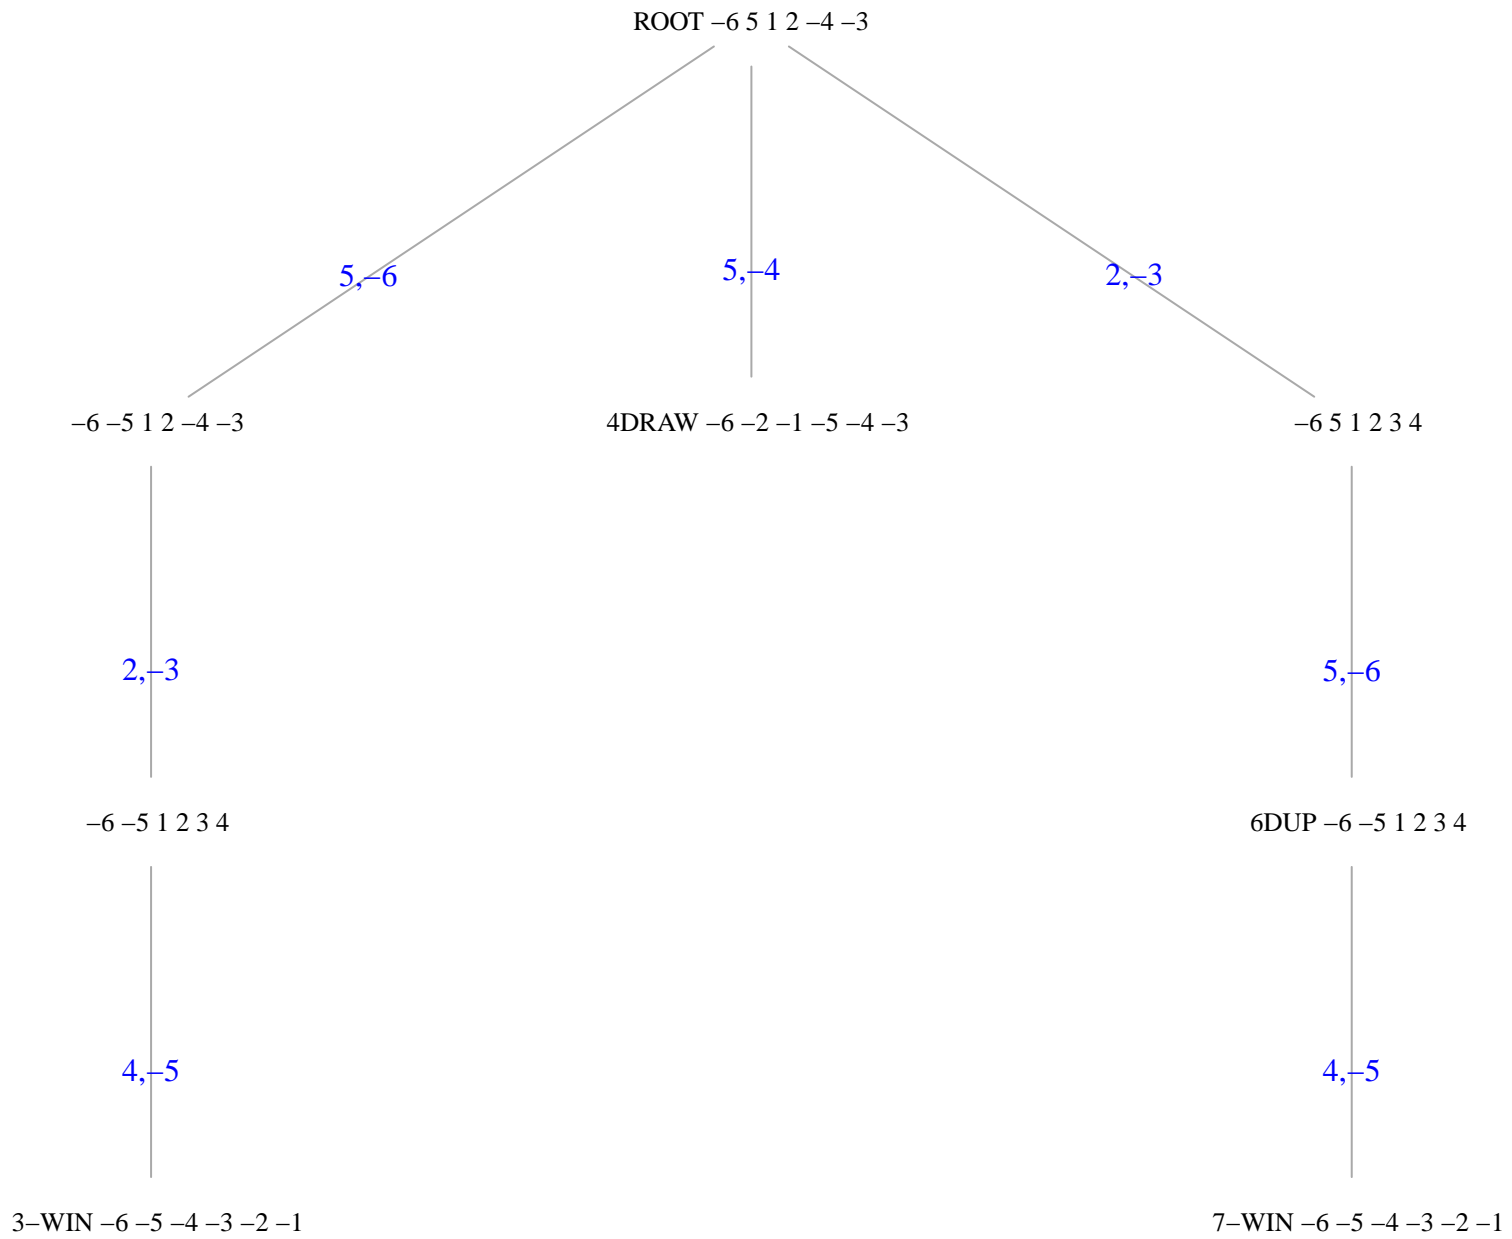 ROOT –6 5 1 2 –4 –3
5,–6
5,–4
2,–3
–6 –5 1 2 –4 –3
4DRAW –6 –2 –1 –5 –4 –3
–6 5 1 2 3 4
2,–3
5,–6
–6 –5 1 2 3 4
6DUP –6 –5 1 2 3 4
4,–5
4,–5
3–WIN –6 –5 –4 –3 –2 –1
7–WIN –6 –5 –4 –3 –2 –1